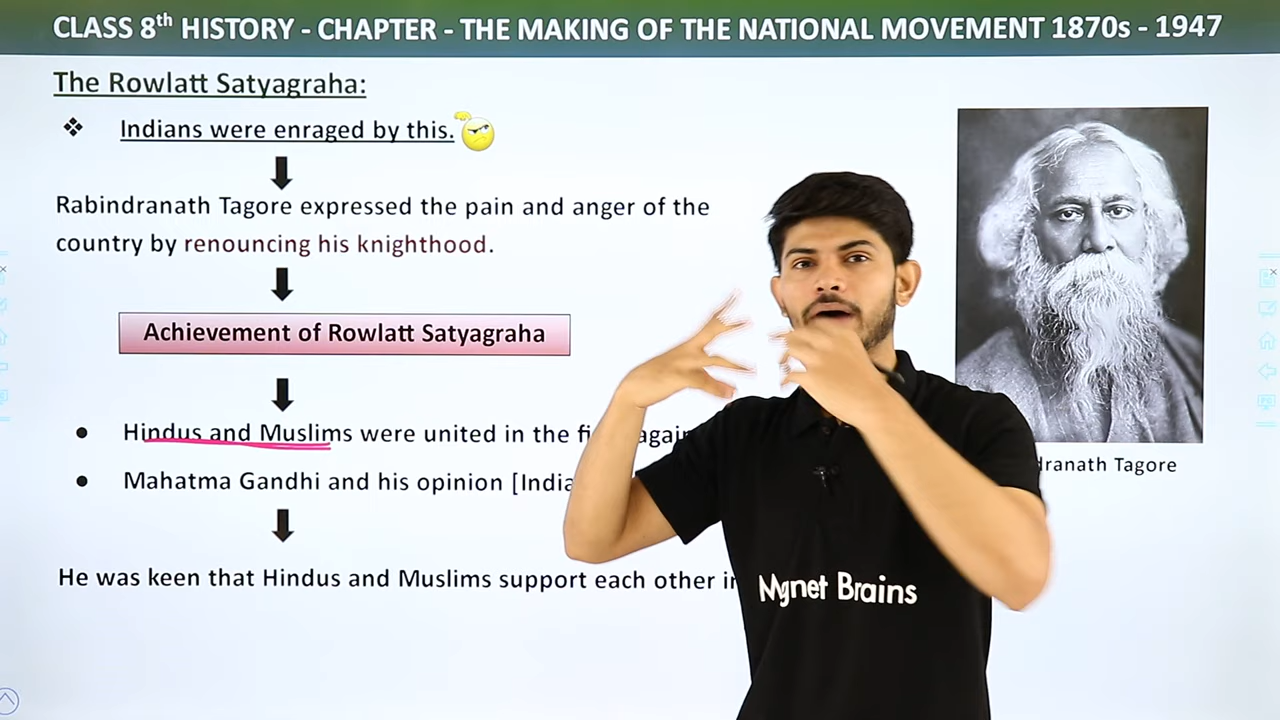 CLASS 8th HISTORY - CHAPTER - THE MAKING OF THE NATIONAL MOVEMENT 1870s - 1947
The Rowlatt Satyagraha:
❖ Indians were enraged by this.
Rabindranath Tagore expressed the pain and anger of the
country by renouncing his knighthood.
Achievement of Rowlatt Satyagraha
• Hindus and Muslims were united in the
• Mahatma Gandhi and his opinion
He was keen that Hindus and Muslims support each other
Tagore
Magnet Brains